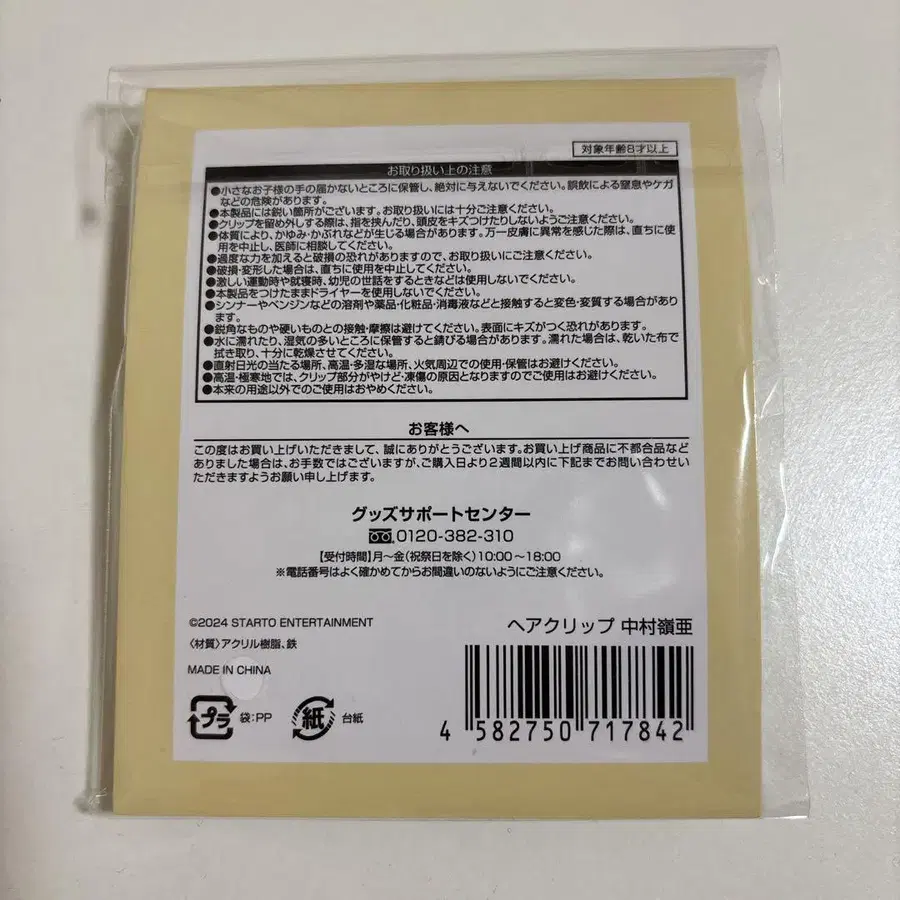 対象年齢8才以上
お取り扱い上の注意
●小さなお子様の手の届かないところに保管し、絶対に与えないでください。誤飲による窒息やケガ
などの危険があります。
●本製品には鋭い箇所がございます。お取り扱いには十分ご注意ください。
●クリップを留め外しする際は、指を挟んだり、頭皮をキズつけたりしないようご注意ください。
●体質により、かゆみ・かぶれなどが生じる場合があります。万一皮膚に異常を感じた際は、直ちに使
用を中止し、医師に相談してください。
●過度な力を加えると破損の恐れがありますので、お取り扱いにご注意ください。
●破損・変形した場合は、直ちに使用を中止してください。
●激しい運動時や就寝時、幼児の世話をするときなどは使用しないでください。
●本製品をつけたままドライヤーを使用しないでください。
●シンナーやベンジンなどの溶剤や薬品・化粧品・消毒液などと接触すると変色・変質する場合があり
ます。
●鋭角なものや硬いものとの接触・摩擦は避けてください。表面にキズがつく恐れがあります。
●水に濡れたり、湿気の多いところに保管すると錆びる場合があります。濡れた場合は、乾いた布で
拭き取り、十分に乾燥させてください。
●直射日光の当たる場所、高温・多湿な場所、火気周辺での使用・保管はお避けください。
●高温・極寒地では、クリップ部分がやけど・凍傷の原因となりますのでご使用はお避けください。
●本来の用途以外でのご使用はおやめください。
お客様へ
この度はお買い上げいただきまして、誠にありがとうございます。お買い上げ商品に不都合品など
ありました場合は、お手数ではございますが、ご購入日より2週間以内に下記までお問い合わせい
ただきますようお願い申し上げます。
グッズサポートセンター
0120-382-310
【受付時間】月～金(祝祭日を除く)10:00～18:00
※電話番号はよく確かめてからお間違いのないようにご注意ください。
©2024 STARTO ENTERTAINMENT
〈材質〉アクリル樹脂、鉄
MADE IN CHINA
ヘアクリップ 中村嶺亜
プラ 袋:PP 紙 台紙
4 582750 717842